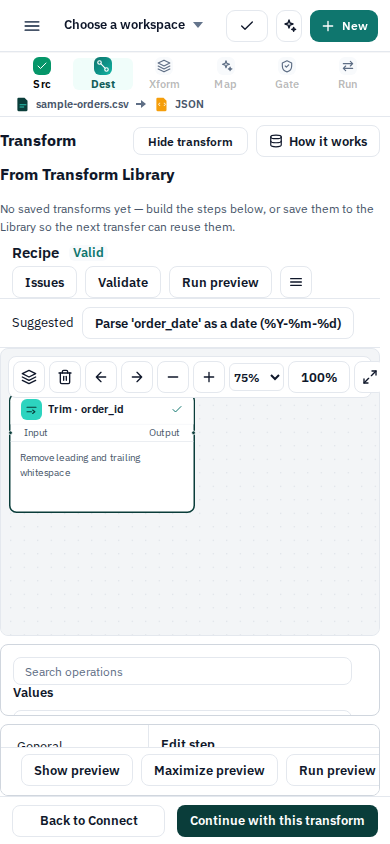 Choose a workspace
New
Src
Dest
Xform
Map
Gate
Run
sample-orders.csv
JSON
Transform
Hide transform
How it works
From Transform Library
No saved transforms yet — build the steps below, or save them to the
Library so the next transfer can reuse them.
Recipe Valid
Issues
Validate
Run preview
Suggested
Parse 'order_date' as a date (%Y-%m-%d)
75%
100%
Trim · order_id
Input
Output
Remove leading and trailing
whitespace
Search operations
Values
General
Edit step
Show preview
Maximize preview
Run preview
Back to Connect
Continue with this transform